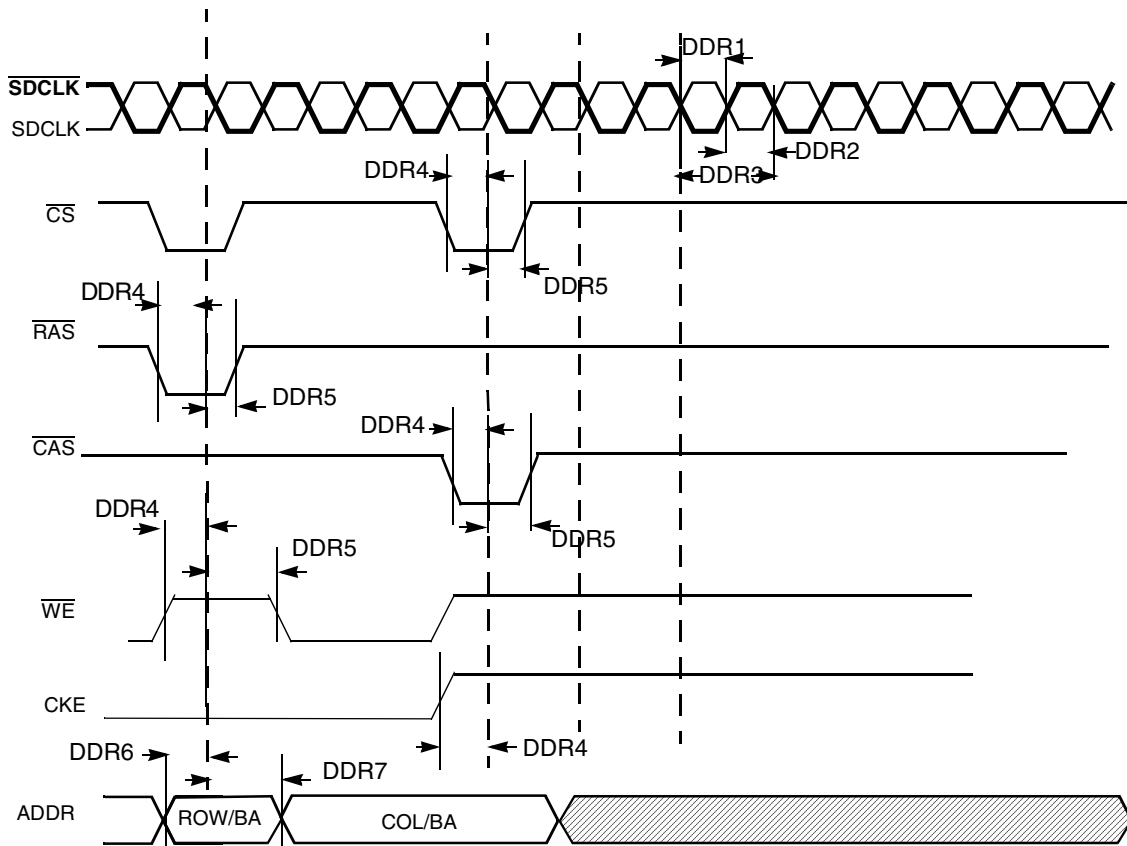 DDR1
SDCLK
SDCLK
DDR2
DDR4
DDR3
CS
DDR5
DDR4
RAS
DDR5
DDR4
CAS
DDR4
DDR5
DDR5
WE
CKE
DDR6
DDR4
DDR7
ADDR
ROW/BA
COL/BA